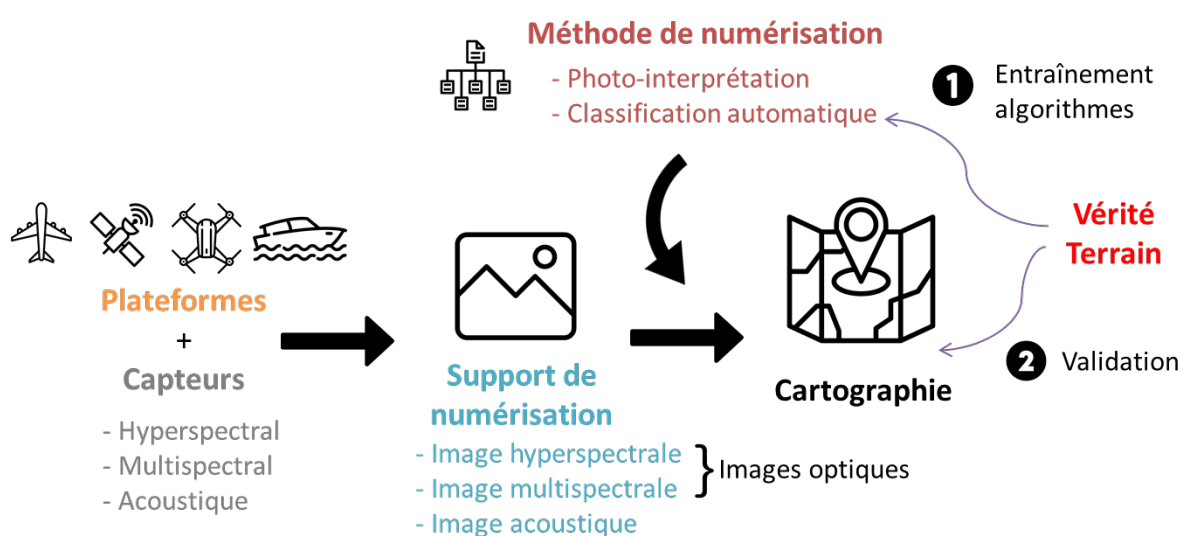 Méthode de numérisation
- Photo-interprétation
- Classification automatique
1
Entraînement
algorithmes
Vérité
Terrain
2
Validation
Plateformes
+
Capteurs
- Hyperspectral
- Multispectral
- Acoustique
Support de
numérisation
- Image hyperspectrale
- Image multispectrale
- Image acoustique
} Images optiques
Cartographie